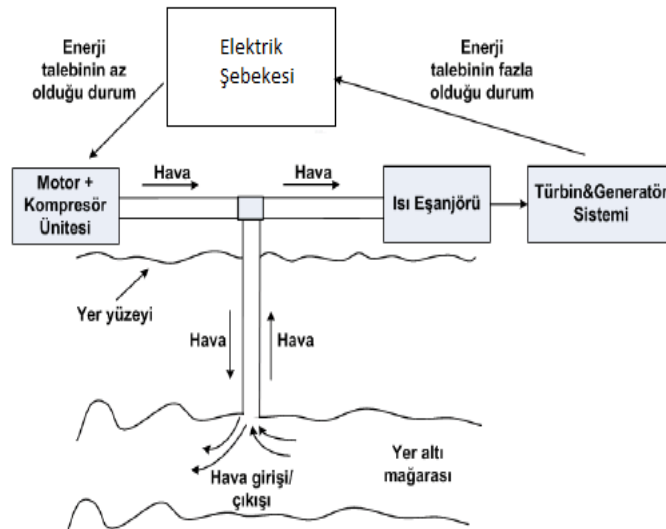 Enerji
talebinin az
olduğu durum
Elektrik
Şebekesi
Enerji
talebinin fazla
olduğu durum
Motor +
Kompresör
Ünitesi
Hava
Hava
Isı Eşanjörü
Türbin&Generatör
Sistemi
Yer yüzeyi
Hava
Hava
Hava girişi/
çıkışı
Yer altı
mağarası